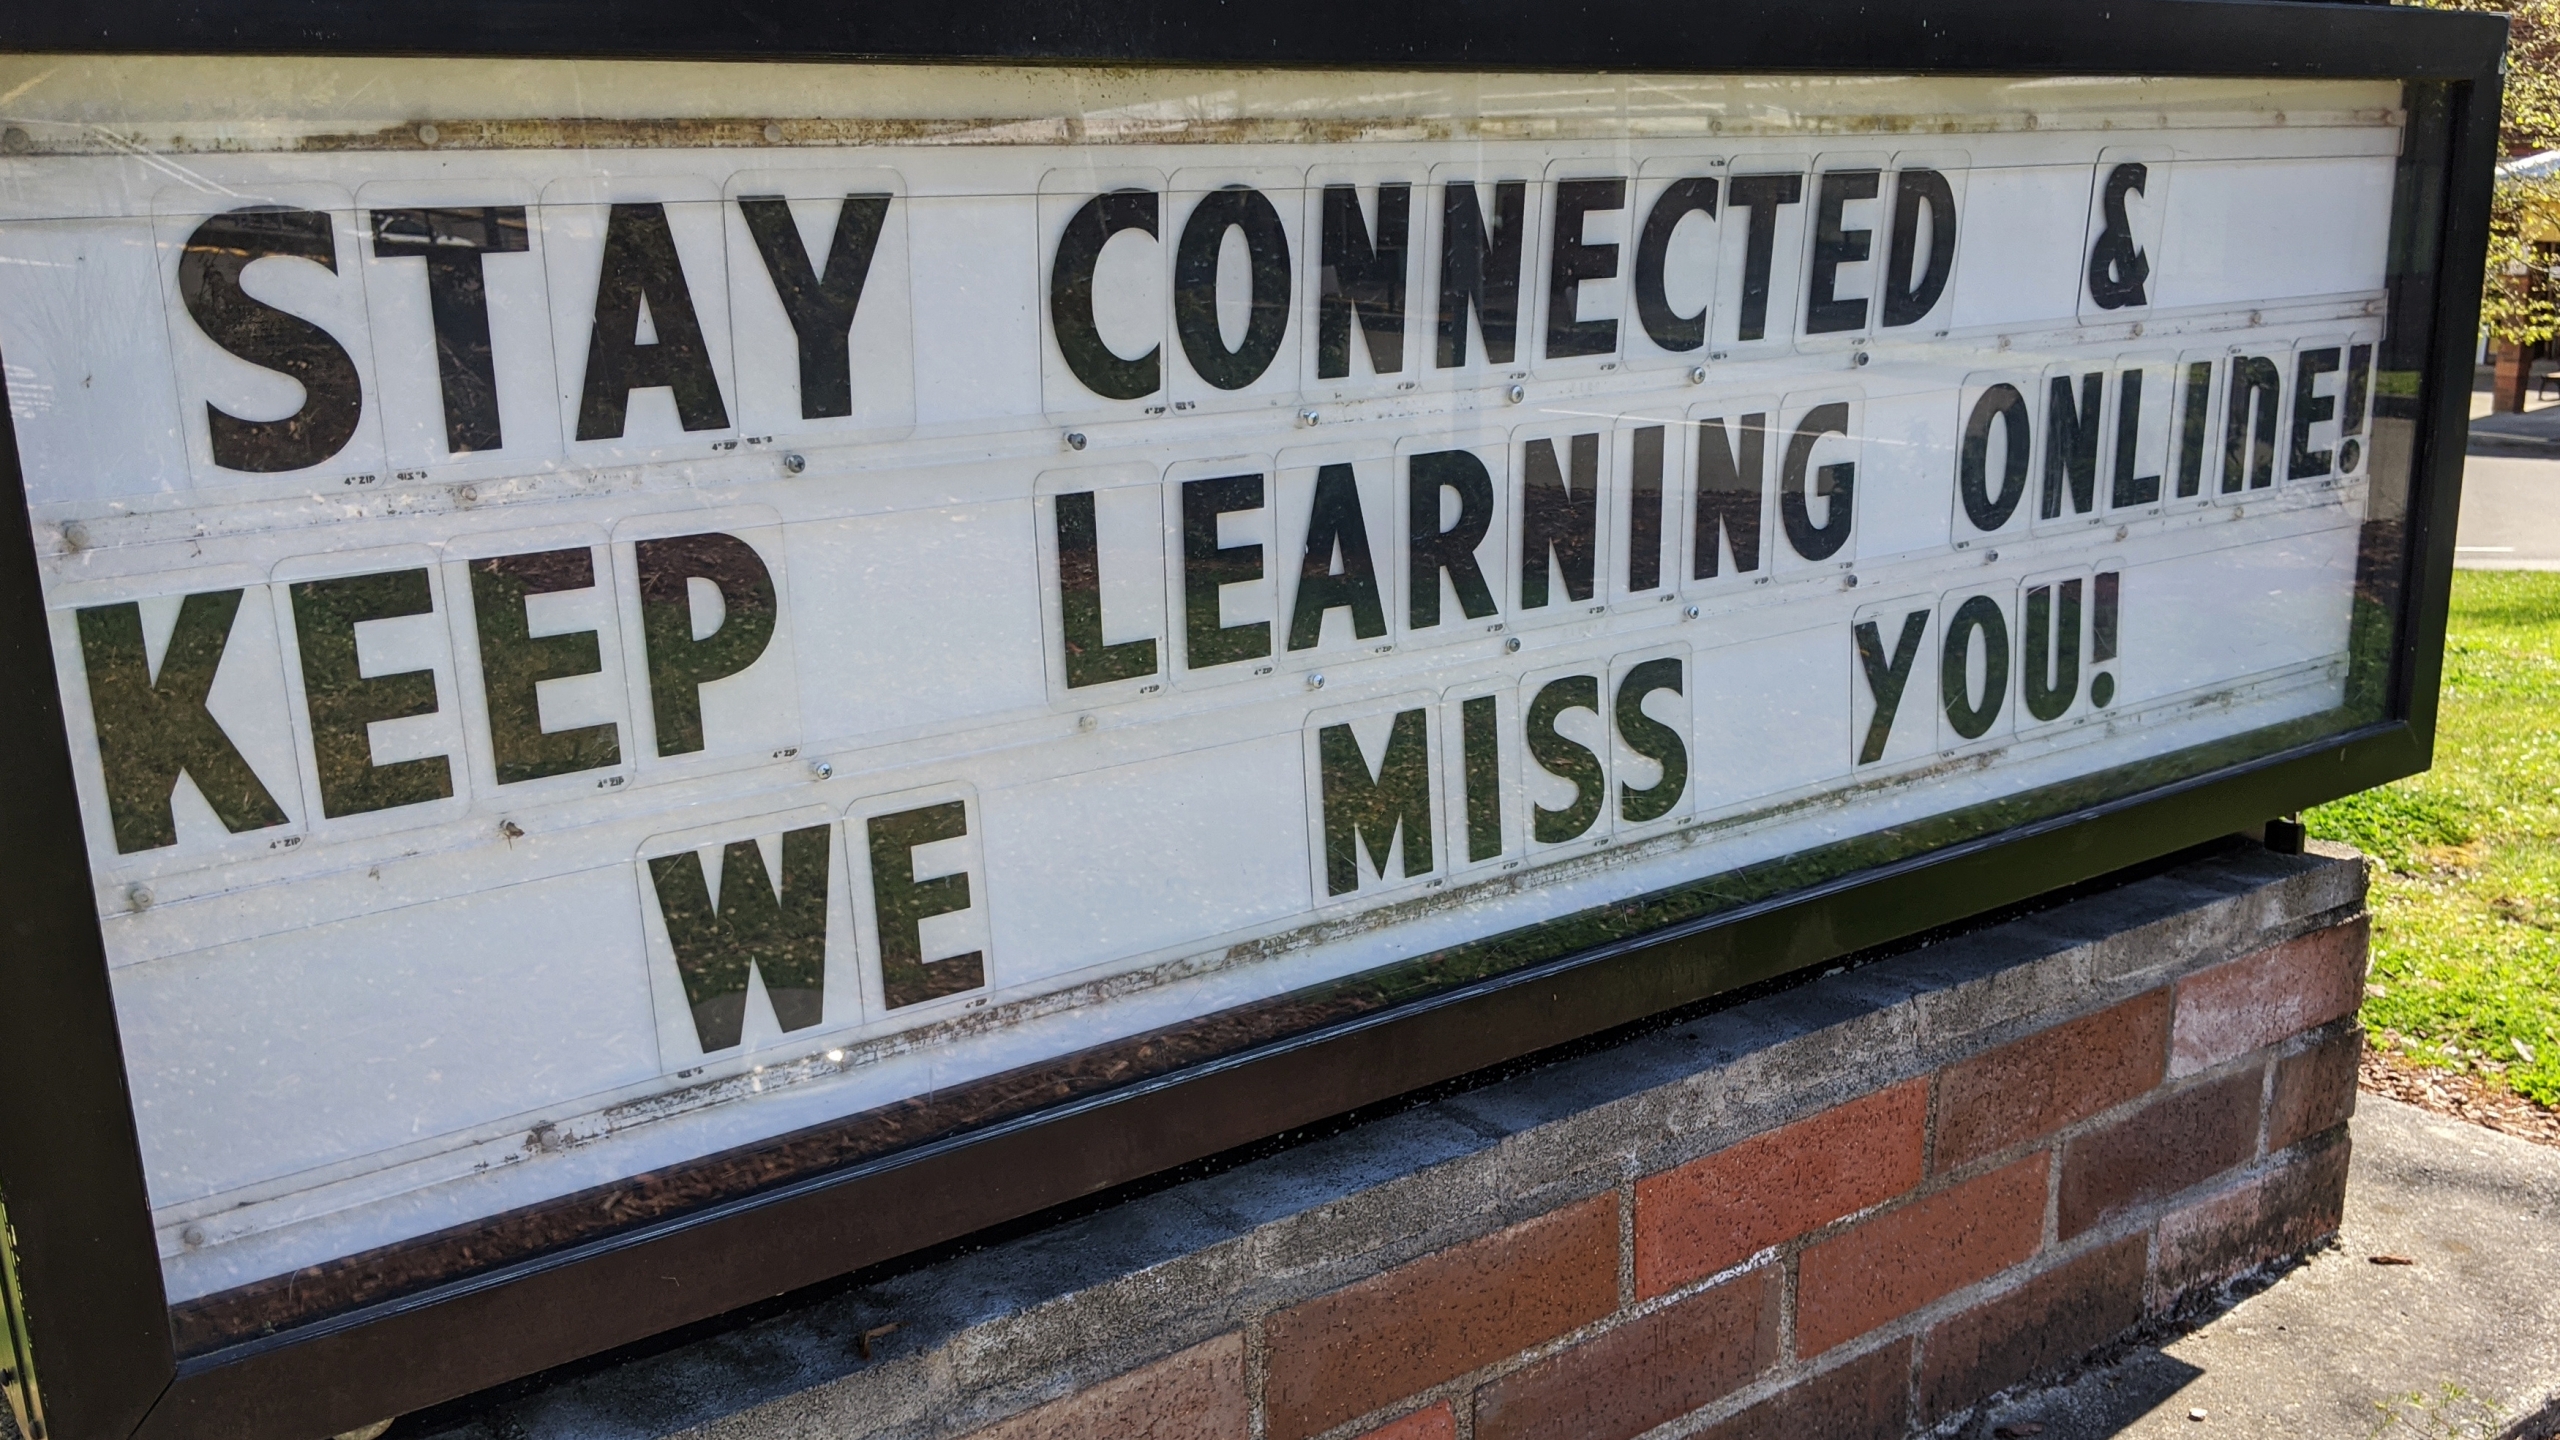 STAY CONNECTED &
KEEP LEARNING ONLInE!
WE MISS YOU!